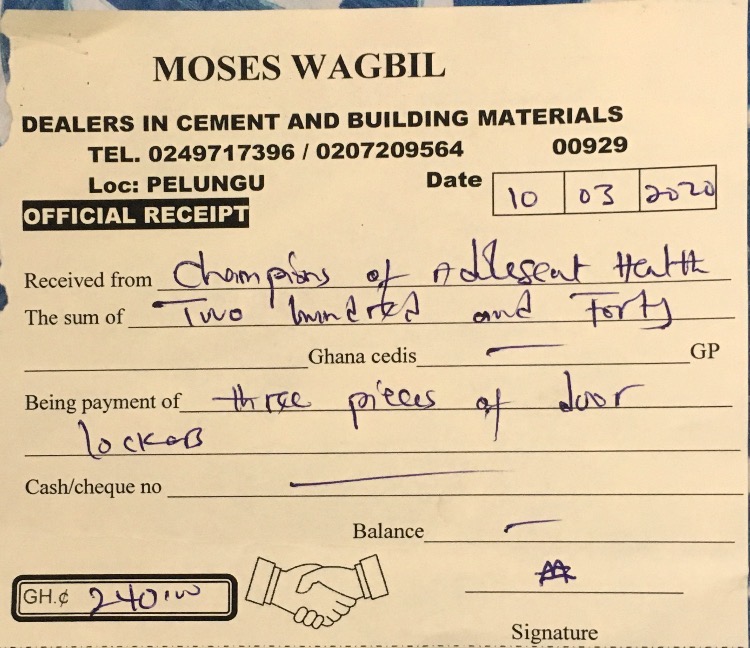 MOSES WAGBIL
DEALERS IN CEMENT AND BUILDING MATERIALS
TEL. 0249717396 / 0207209564 00929
Loc: PELUNGU Date 10 03 2020
OFFICIAL RECEIPT
Received from Champions of Adlescent Health
The sum of Two hundred and Forty
Ghana cedis — GP
Being payment of three pieces of door
lockers
Cash/cheque no —
Balance —
GH.¢ 240.00
Signature